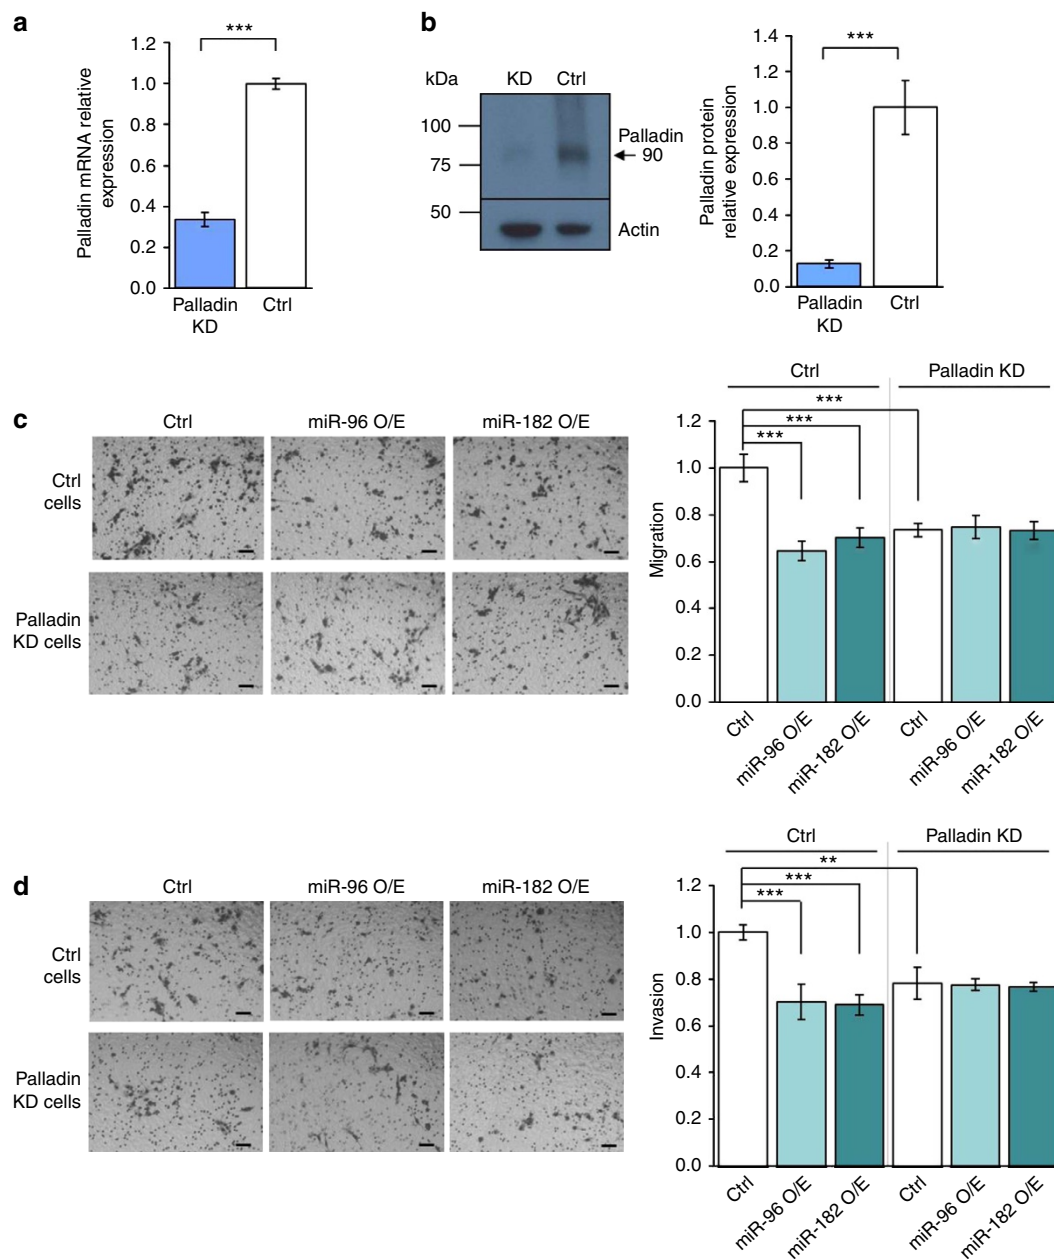 a
***
1.2
1.0
0.8
0.6
0.4
0.2
0.0
Palladin mRNA relative
expression
Palladin
KD
Ctrl
b
kDa
KD
Ctrl
100
75
50
Palladin
90
Actin
***
1.4
1.2
1.0
0.8
0.6
0.4
0.2
0.0
Palladin protein
relative expression
Palladin
KD
Ctrl
c
Ctrl
miR-96 O/E
miR-182 O/E
Ctrl
cells
Palladin
KD cells
Ctrl
Palladin KD
***
***
***
1.2
1.0
0.8
0.6
0.4
0.2
0.0
Migration
Ctrl
miR-96 O/E
miR-182 O/E
Ctrl
miR-96 O/E
miR-182 O/E
d
Ctrl
miR-96 O/E
miR-182 O/E
Ctrl
cells
Palladin
KD cells
Ctrl
Palladin KD
**
***
***
1.2
1.0
0.8
0.6
0.4
0.2
0.0
Invasion
Ctrl
miR-96 O/E
miR-182 O/E
Ctrl
miR-96 O/E
miR-182 O/E